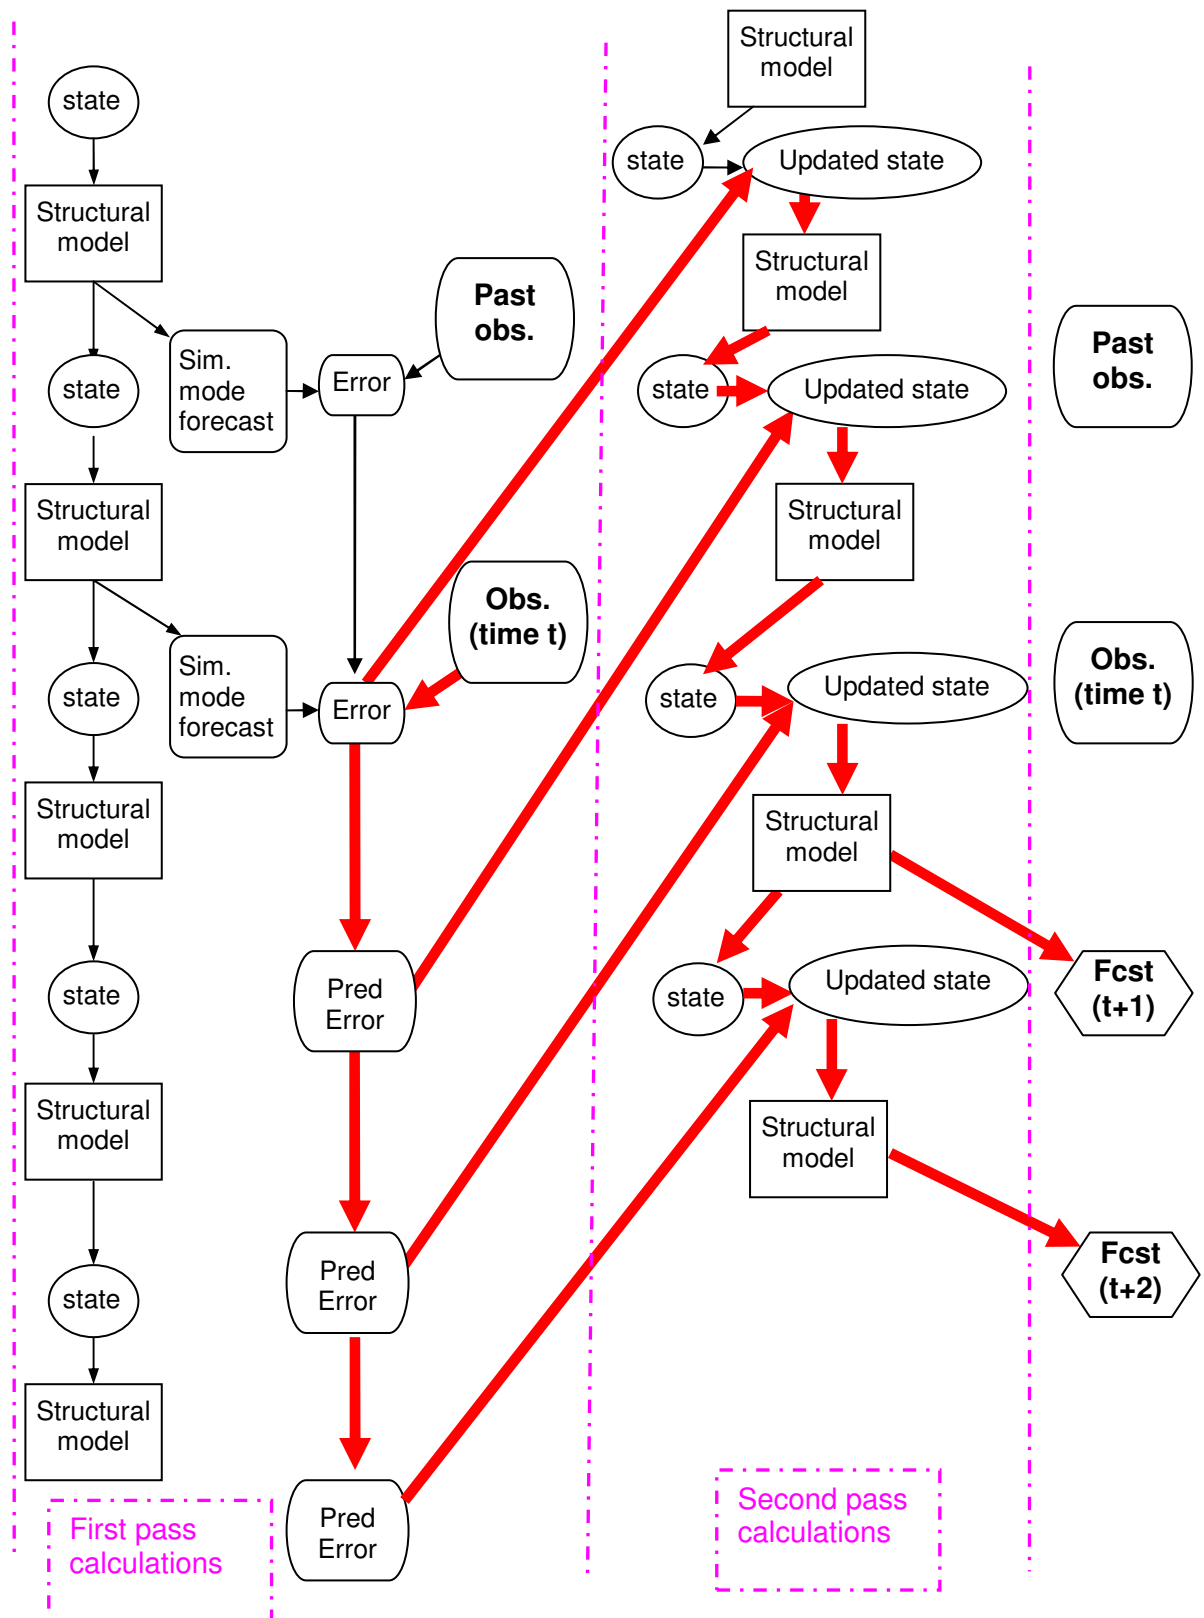 state
Structural
model
Sim.
mode
forecast
Error
Past
obs.
state
Structural
model
Sim.
mode
forecast
Error
Obs.
(time t)
state
Structural
model
state
Structural
model
state
Structural
model
Pred
Error
Pred
Error
Pred
Error
First pass
calculations
Structural
model
state
Updated state
Structural
model
state
Updated state
Structural
model
state
Updated state
Structural
model
state
Updated state
Structural
model
Second pass
calculations
Past
obs.
Obs.
(time t)
Fcst
(t+1)
Fcst
(t+2)